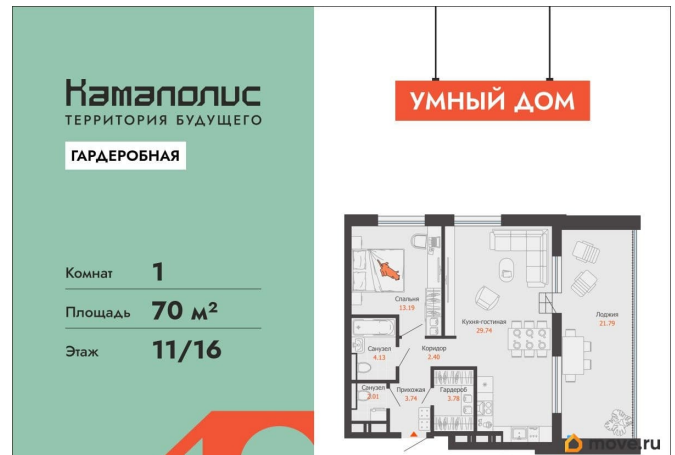 Камаполис
ТЕРРИТОРИЯ БУДУЩЕГО
ГАРДЕРОБНАЯ
Комнат 1
Площадь 70 м²
Этаж 11/16
УМНЫЙ ДОМ
Спальня
13.19
Кухня-гостиная
29.74
Лоджия
21.79
Санузел
4.13
Коридор
2.40
Санузел
2.01
Прихожая
3.74
Гардероб
3.78
move.ru